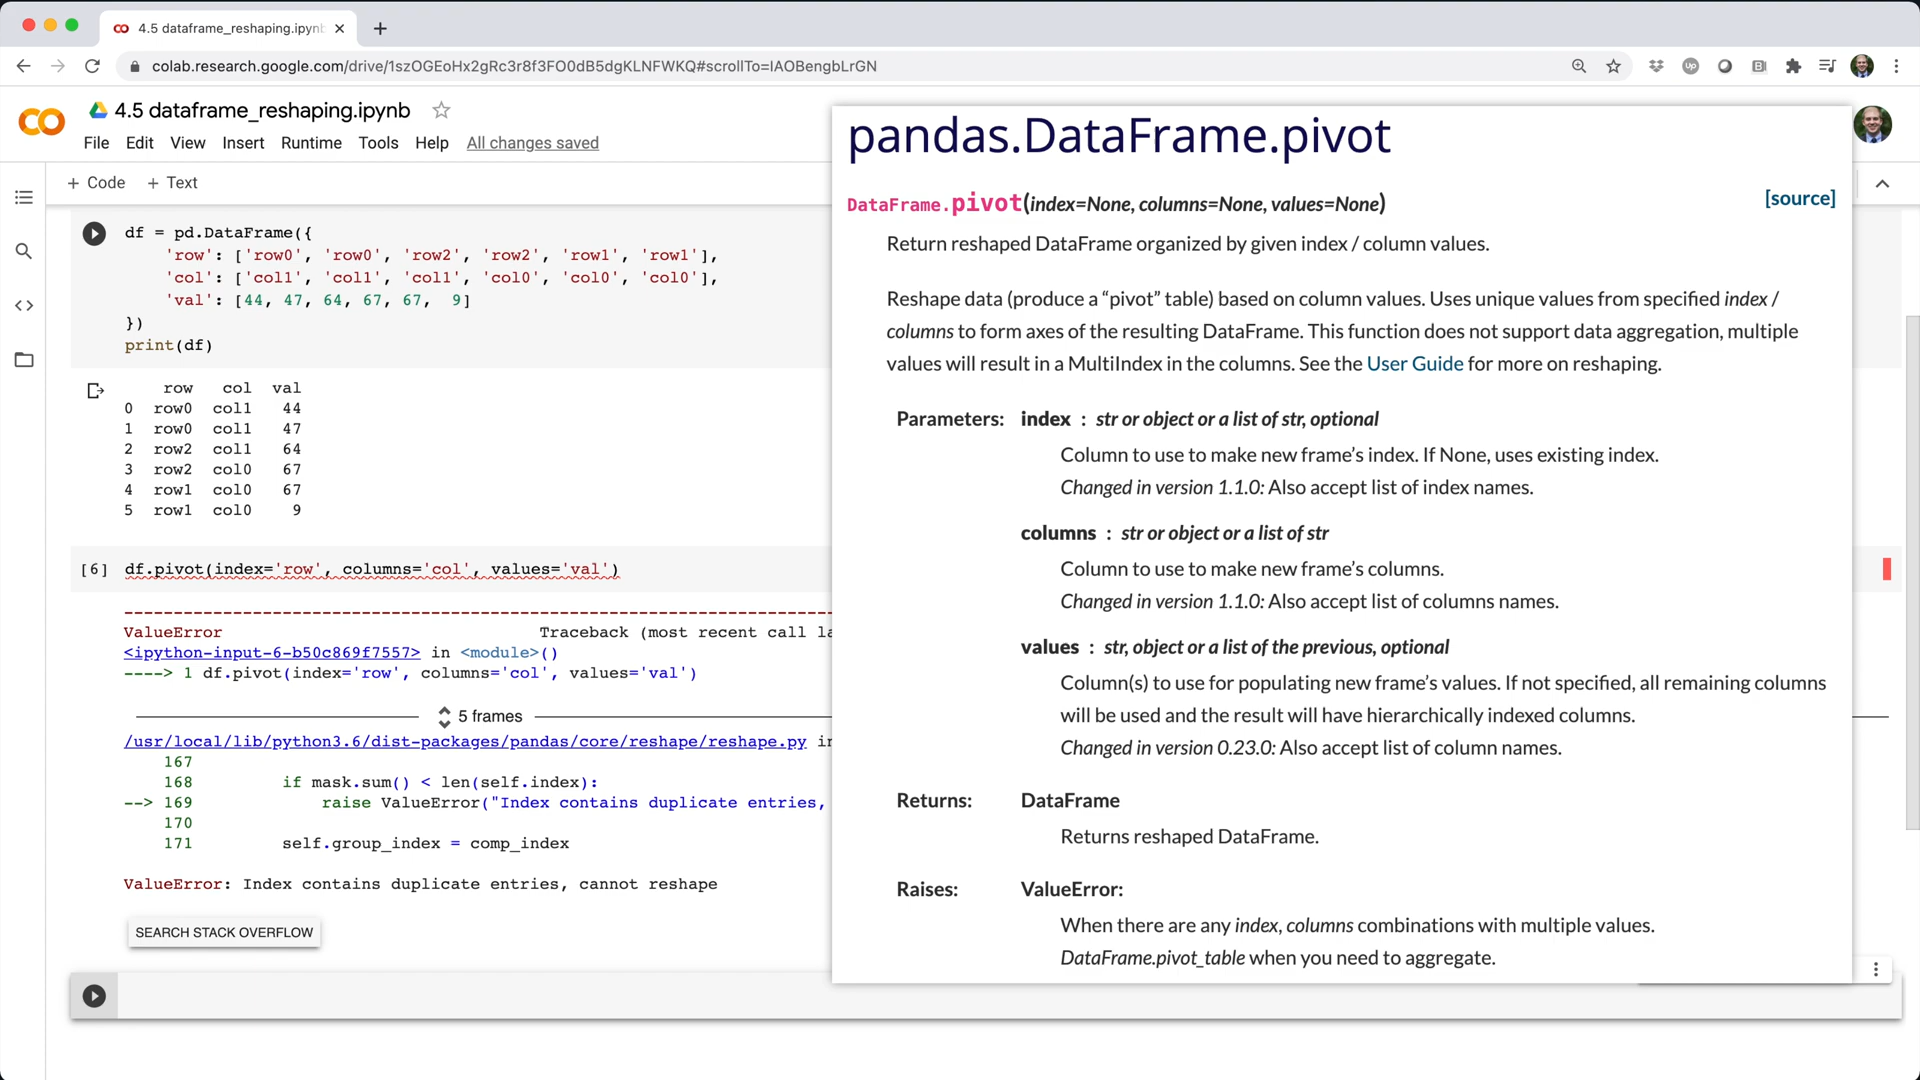 4.5 dataframe_reshaping.ipynb
colab.research.google.com/drive/1szOGEoHx2gRc3r8f3FO0dB5dgKLNFWKQ#scrollTo=IAOBengbLrGN
4.5 dataframe_reshaping.ipynb
File Edit View Insert Runtime Tools Help All changes saved
+ Code + Text
df = pd.DataFrame({
'row': ['row0', 'row0', 'row2', 'row2', 'row1', 'row1'],
'col': ['col1', 'col1', 'col1', 'col0', 'col0', 'col0'],
'val': [44, 47, 64, 67, 67, 9]
})
print(df)
row col val
0 row0 col1 44
1 row0 col1 47
2 row2 col1 64
3 row2 col0 67
4 row1 col0 67
5 row1 col0 9
[6] df.pivot(index='row', columns='col', values='val')
ValueError Traceback (most recent call la
<ipython-input-6-b50c869f7557> in <module>()
----> 1 df.pivot(index='row', columns='col', values='val')
5 frames
/usr/local/lib/python3.6/dist-packages/pandas/core/reshape/reshape.py in
167
168 if mask.sum() < len(self.index):
--> 169 raise ValueError("Index contains duplicate entries,
170
171 self.group_index = comp_index
ValueError: Index contains duplicate entries, cannot reshape
SEARCH STACK OVERFLOW
pandas.DataFrame.pivot
DataFrame.pivot(index=None, columns=None, values=None) [source]
Return reshaped DataFrame organized by given index / column values.
Reshape data (produce a “pivot” table) based on column values. Uses unique values from specified index /
columns to form axes of the resulting DataFrame. This function does not support data aggregation, multiple
values will result in a MultiIndex in the columns. See the User Guide for more on reshaping.
Parameters: index : str or object or a list of str, optional
Column to use to make new frame’s index. If None, uses existing index.
Changed in version 1.1.0: Also accept list of index names.
columns : str or object or a list of str
Column to use to make new frame’s columns.
Changed in version 1.1.0: Also accept list of columns names.
values : str, object or a list of the previous, optional
Column(s) to use for populating new frame’s values. If not specified, all remaining columns
will be used and the result will have hierarchically indexed columns.
Changed in version 0.23.0: Also accept list of column names.
Returns: DataFrame
Returns reshaped DataFrame.
Raises: ValueError:
When there are any index, columns combinations with multiple values.
DataFrame.pivot_table when you need to aggregate.